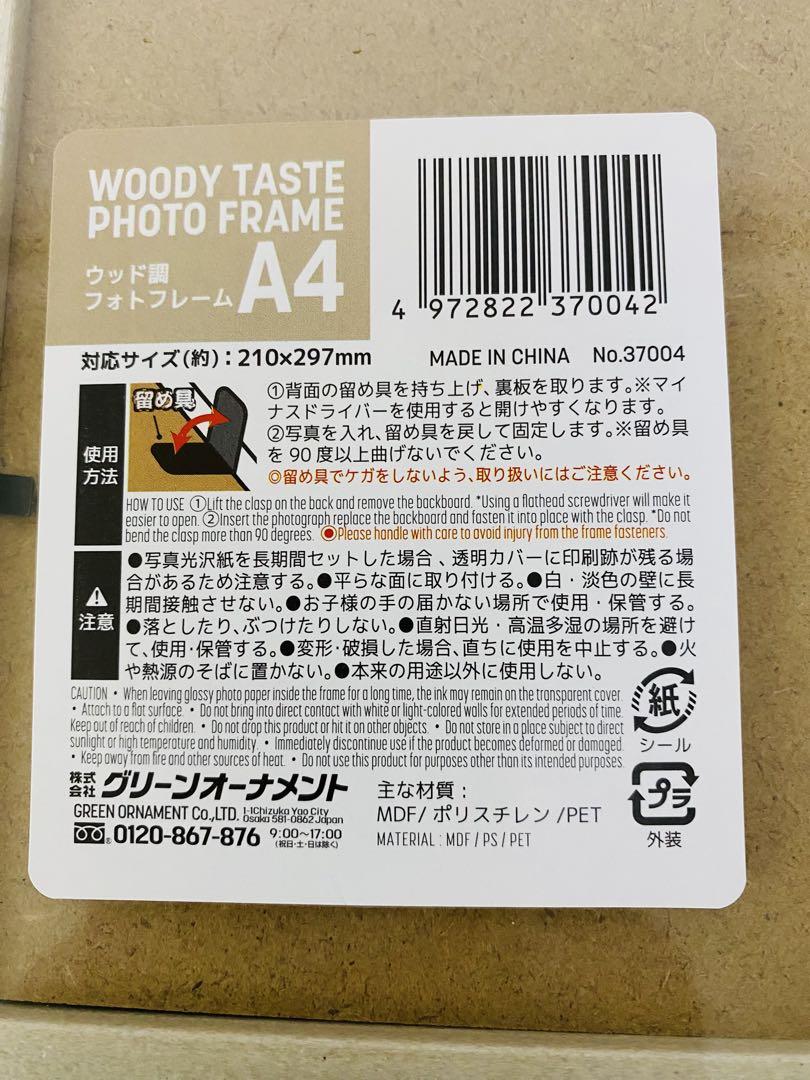 WOODY TASTE
PHOTO FRAME
ウッド調
フォトフレーム
A4
4 972822 370042
対応サイズ(約):210×297mm
MADE IN CHINA No.37004
使用
方法
留め具
①背面の留め具を持ち上げ、裏板を取ります。※マイ
ナスドライバーを使用すると開けやすくなります。
②写真を入れ、留め具を戻して固定します。※留め具
を90度以上曲げないでください。
◎留め具でケガをしないよう、取り扱いにはご注意ください。
HOW TO USE ①Lift the clasp on the back and remove the backboard. *Using a flathead screwdriver will make it
easier to open. ②Insert the photograph replace the backboard and fasten it into place with the clasp. *Do not
bend the clasp more than 90 degrees. ◉Please handle with care to avoid injury from the frame fasteners.
注意
●写真光沢紙を長期間セットした場合、透明カバーに印刷跡が残る場
合があるため注意する。●平らな面に取り付ける。●白・淡色の壁に長
期間接触させない。●お子様の手の届かない場所で使用・保管する。
●落としたり、ぶつけたりしない。●直射日光・高温多湿の場所を避け
て、使用・保管する。●変形・破損した場合、直ちに使用を中止する。●火
や熱源のそばに置かない。●本来の用途以外に使用しない。
CAUTION • When leaving glossy photo paper inside the frame for a long time, the ink may remain on the transparent cover.
• Attach to a flat surface. • Do not bring into direct contact with white or light-colored walls for extended periods of time.
Keep out of reach of children. • Do not drop this product or hit it on other objects. • Do not store in a place subject to direct
sunlight or high temperature and humidity. • Immediately discontinue use if the product becomes deformed or damaged.
• Keep away from fire and other sources of heat. • Do not use this product for purposes other than its intended purposes.
紙
シール
株式
会社 グリーンオーナメント
GREEN ORNAMENT Co.,LTD. 1-1Chizuka Yao City
Osaka 581-0862 Japan
0120-867-876 9:00~17:00
(祝日・土・日は除く)
主な材質:
MDF/ポリスチレン/PET
MATERIAL : MDF / PS / PET
プラ
外装